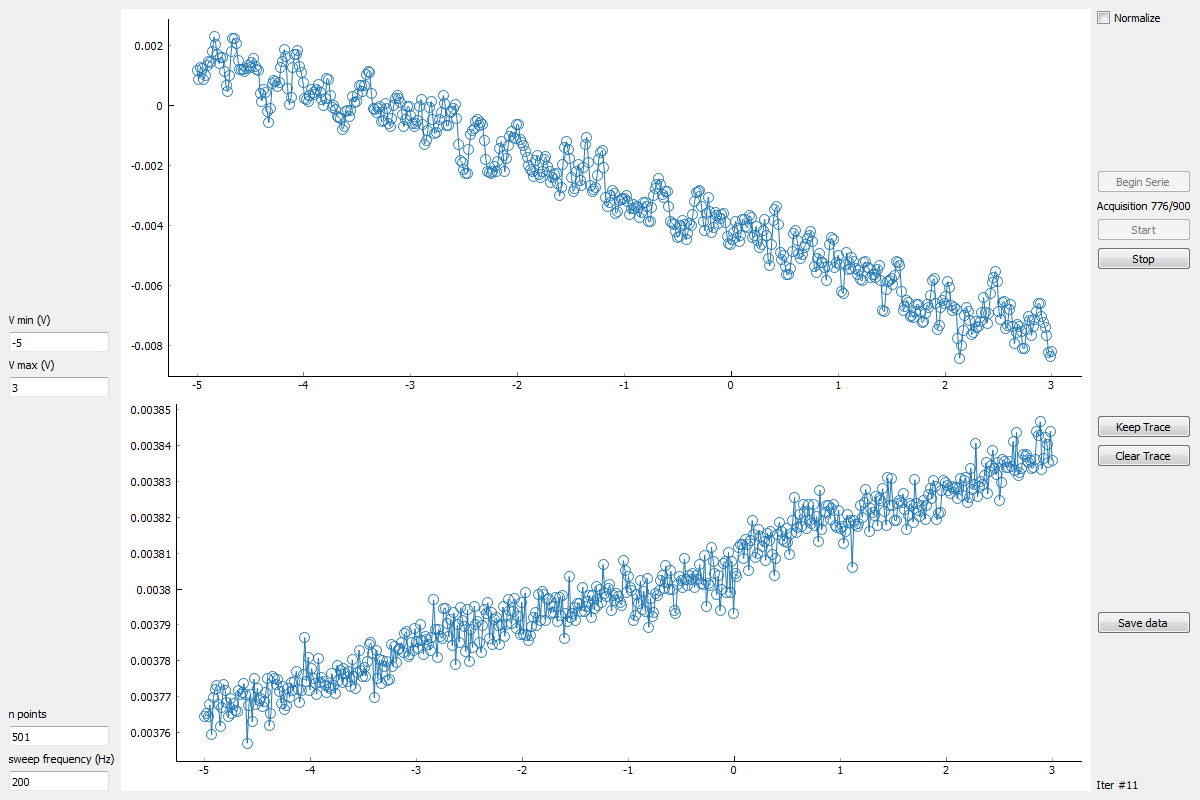 Normalize
Begin Serie
Acquisition 776/900
Start
Stop
V min (V)
-5
V max (V)
3
0.002
0
-0.002
-0.004
-0.006
-0.008
-5 -4 -3 -2 -1 0 1 2 3
0.00385
0.00384
0.00383
0.00382
0.00381
0.0038
0.00379
0.00378
0.00377
0.00376
-5 -4 -3 -2 -1 0 1 2 3
Keep Trace
Clear Trace
Save data
n points
501
sweep frequency (Hz)
200
Iter #11